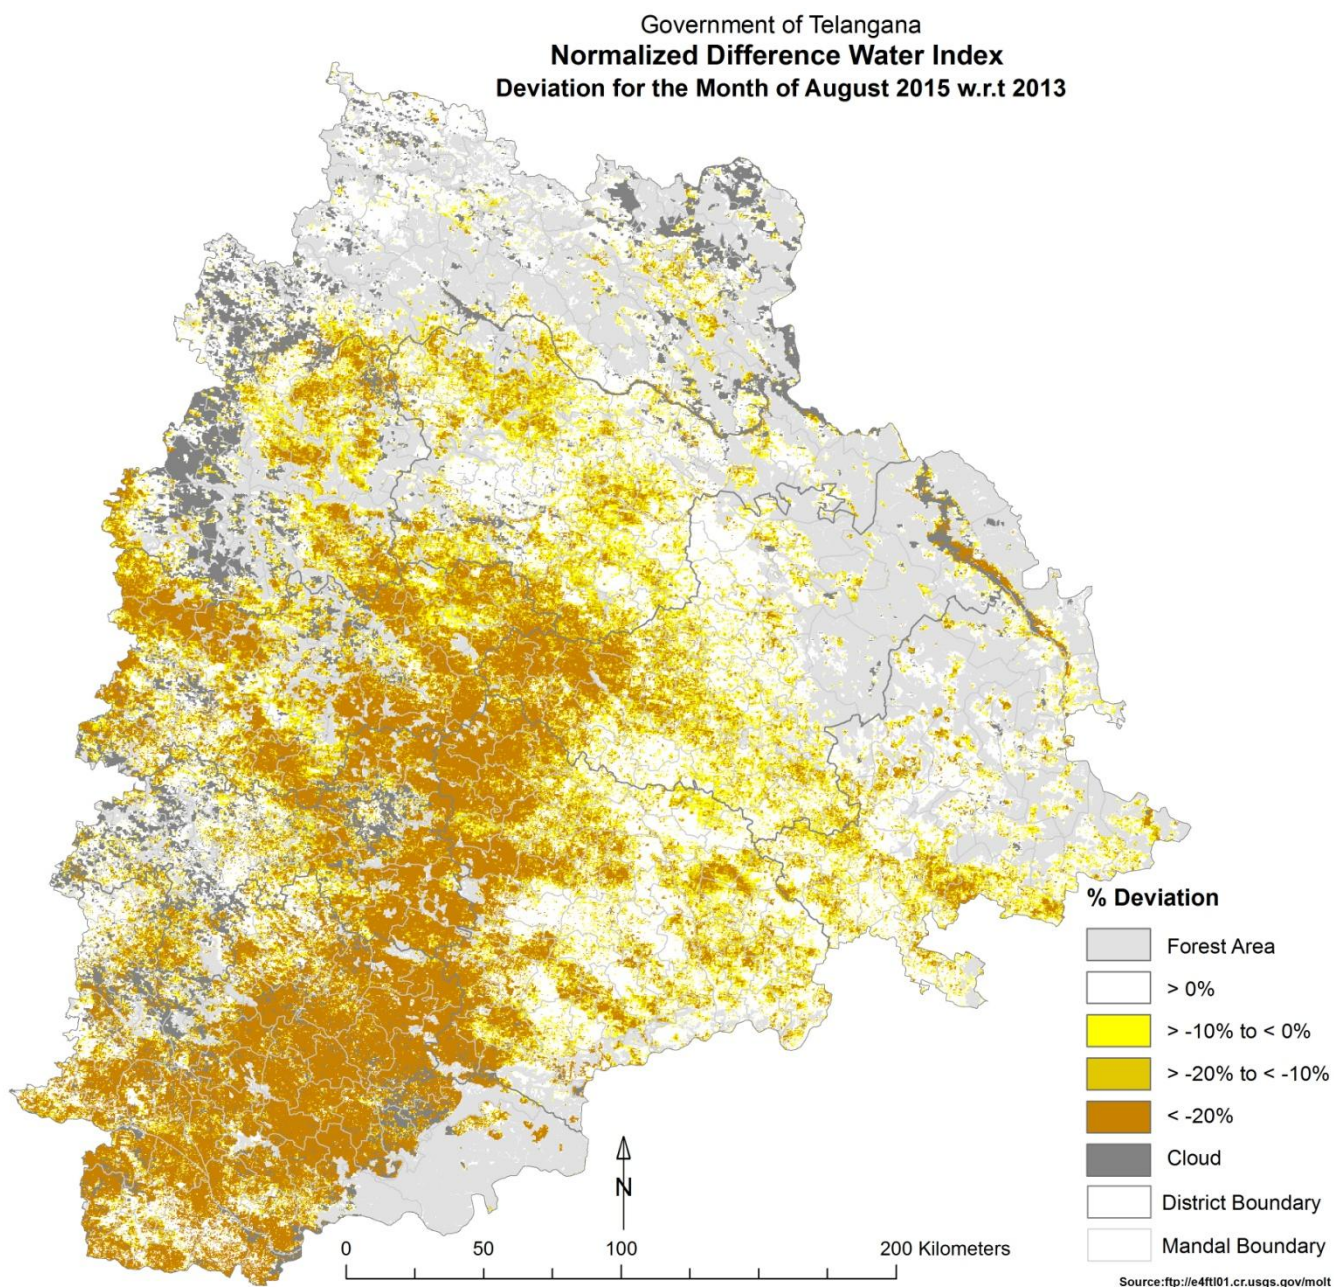 Government of Telangana
Normalized Difference Water Index
Deviation for the Month of August 2015 w.r.t 2013
% Deviation
Forest Area
> 0%
> -10% to < 0%
> -20% to < -10%
< -20%
Cloud
District Boundary
Mandal Boundary
N
0 50 100 200 Kilometers
Source:ftp://e4ftl01.cr.usgs.gov/molt